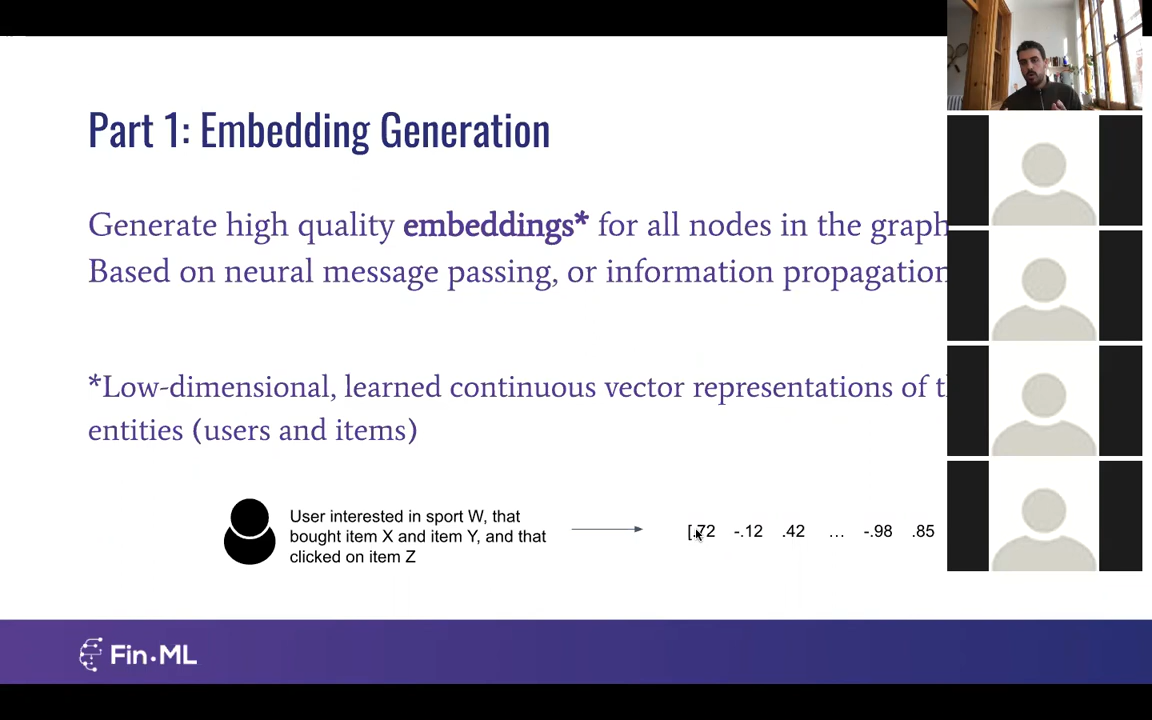 Part 1: Embedding Generation
Generate high quality embeddings* for all nodes in the graph
Based on neural message passing, or information propagation
*Low-dimensional, learned continuous vector representations of
entities (users and items)
User interested in sport W, that
bought item X and item Y, and that
clicked on item Z
[.72 -.12 .42 … -.98 .85
Fin·ML